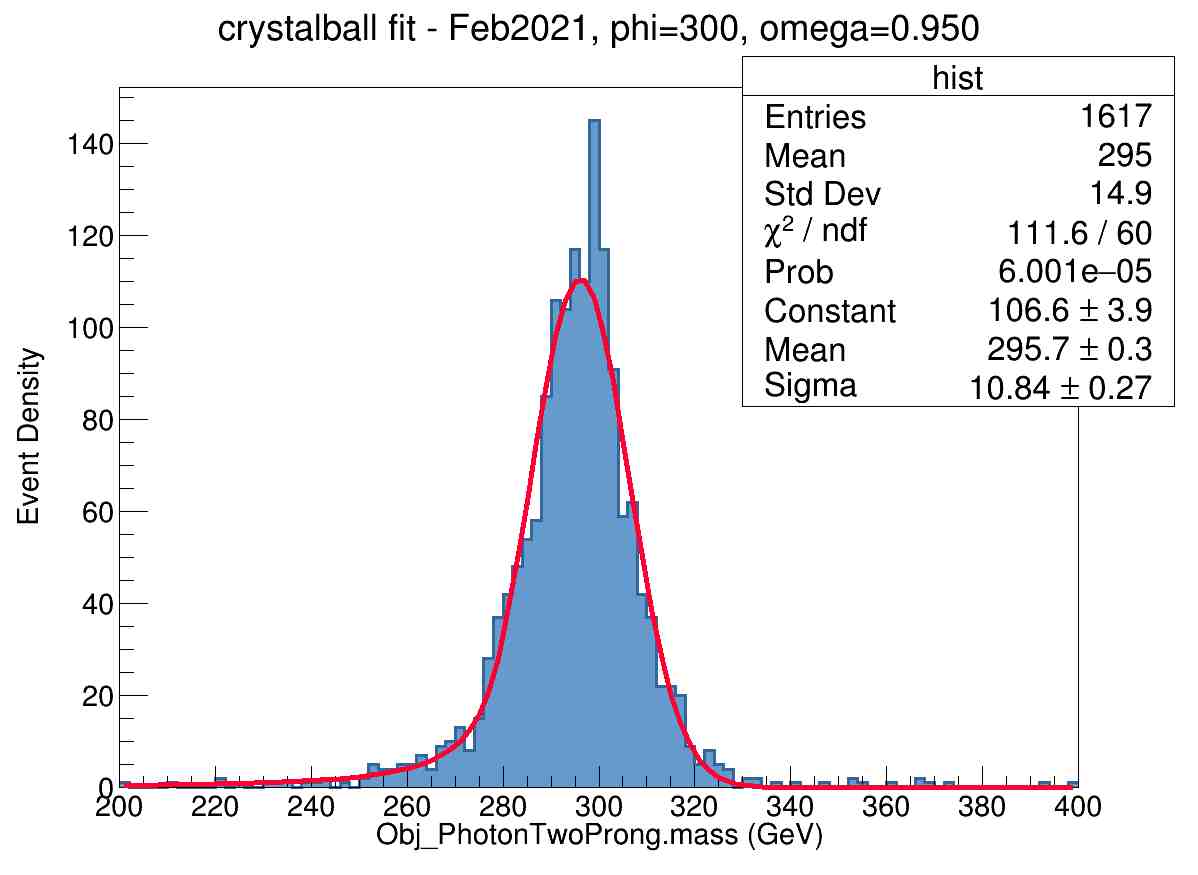 crystalball fit - Feb2021, phi=300, omega=0.950
hist
Entries 1617
Mean 295
Std Dev 14.9
χ² / ndf 111.6 / 60
Prob 6.001e–05
Constant 106.6 ± 3.9
Mean 295.7 ± 0.3
Sigma 10.84 ± 0.27
Event Density
140
120
100
80
60
40
20
0
200 220 240 260 280 300 320 340 360 380 400
Obj_PhotonTwoProng.mass (GeV)